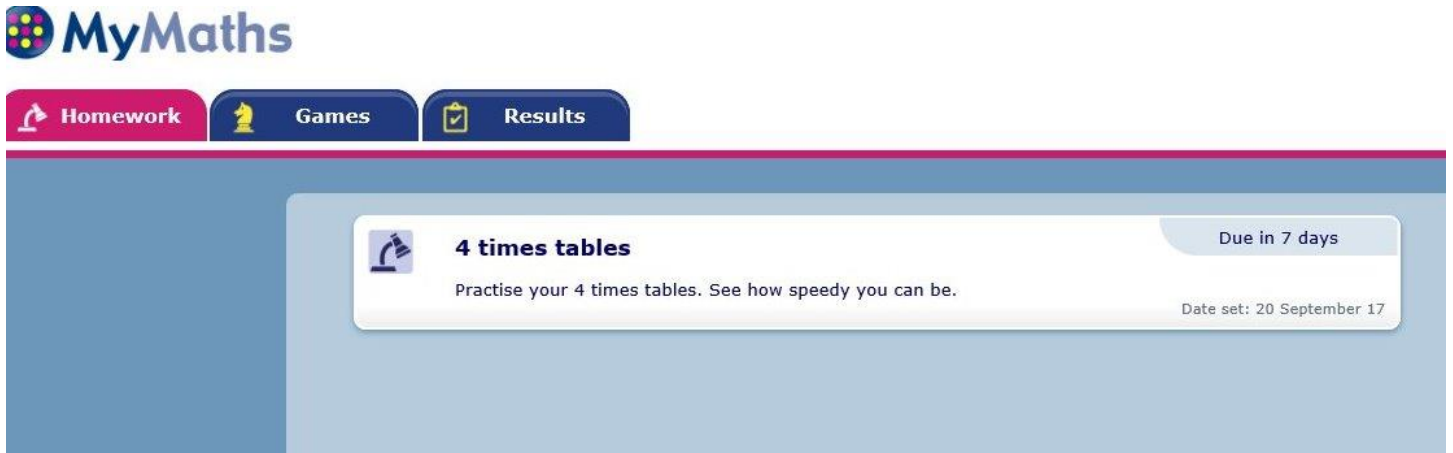 MyMaths
Homework Games Results
4 times tables
Due in 7 days
Practise your 4 times tables. See how speedy you can be.
Date set: 20 September 17